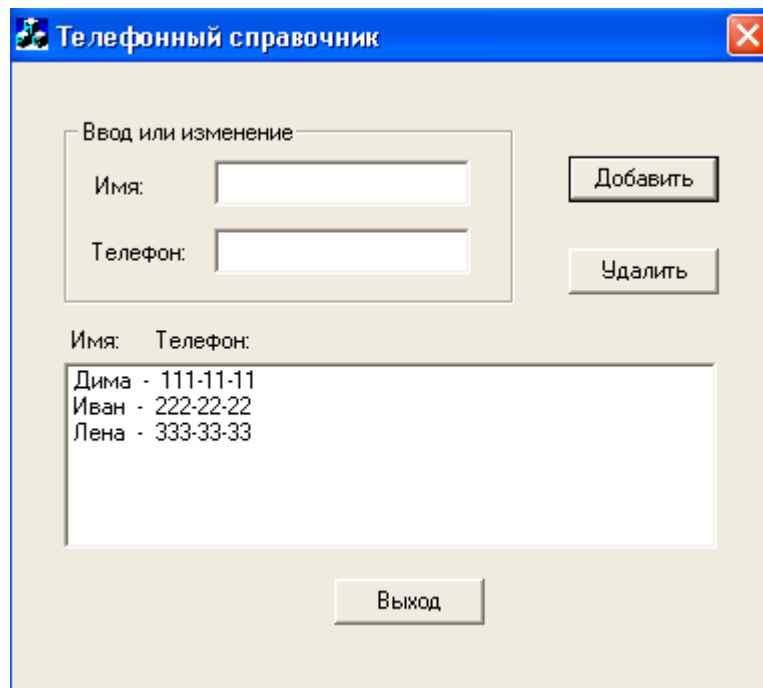 Телефонный справочник
Ввод или изменение
Имя:
Добавить
Телефон:
Удалить
Имя: Телефон:
Дима - 111-11-11
Иван - 222-22-22
Лена - 333-33-33
Выход